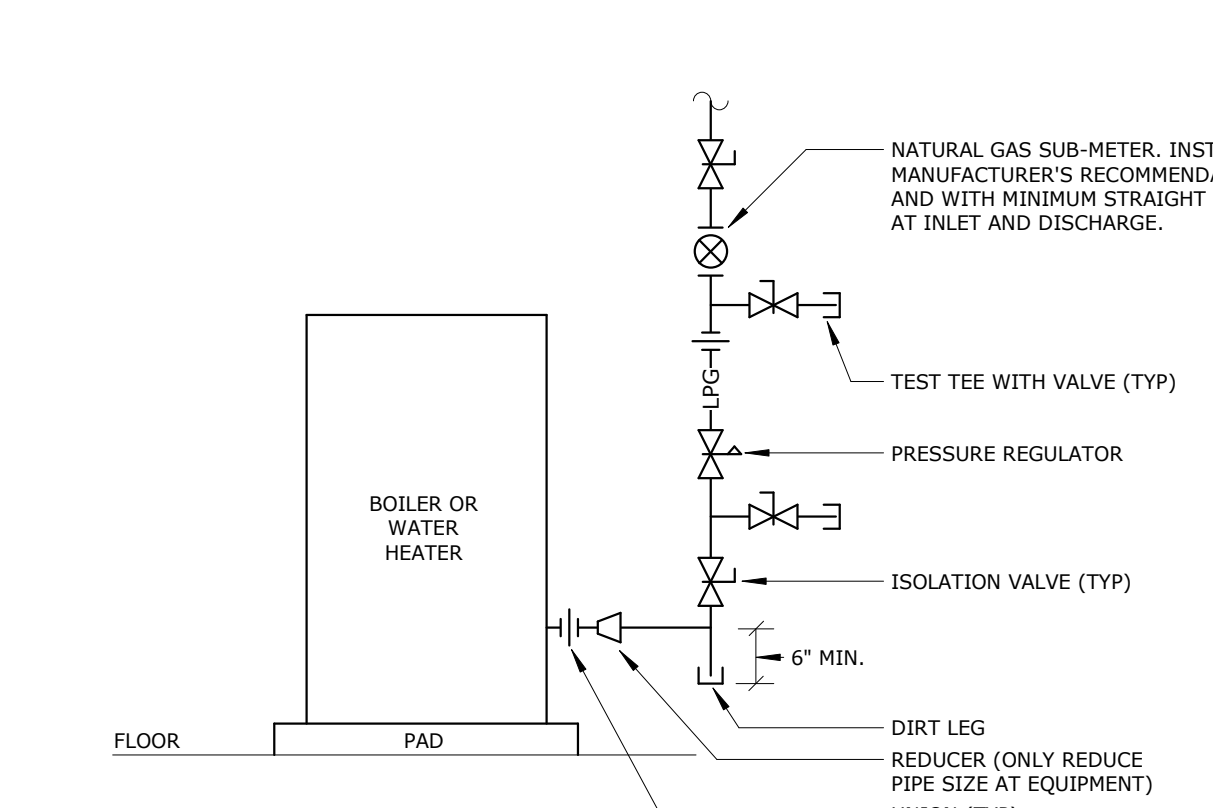 NATURAL GAS SUB-METER.
MANUFACTURER'S
AND WITH MINIMUM STRAIGHT
AT INLET AND DISCHARGE.
TEST TEE WITH VALVE (TYP)
LPG
PRESSURE REGULATOR
BOILER OR
WATER
HEATER
ISOLATION VALVE (TYP)
6" MIN.
DIRT LEG
FLOOR
PAD
REDUCER (ONLY REDUCE
PIPE SIZE AT EQUIPMENT)